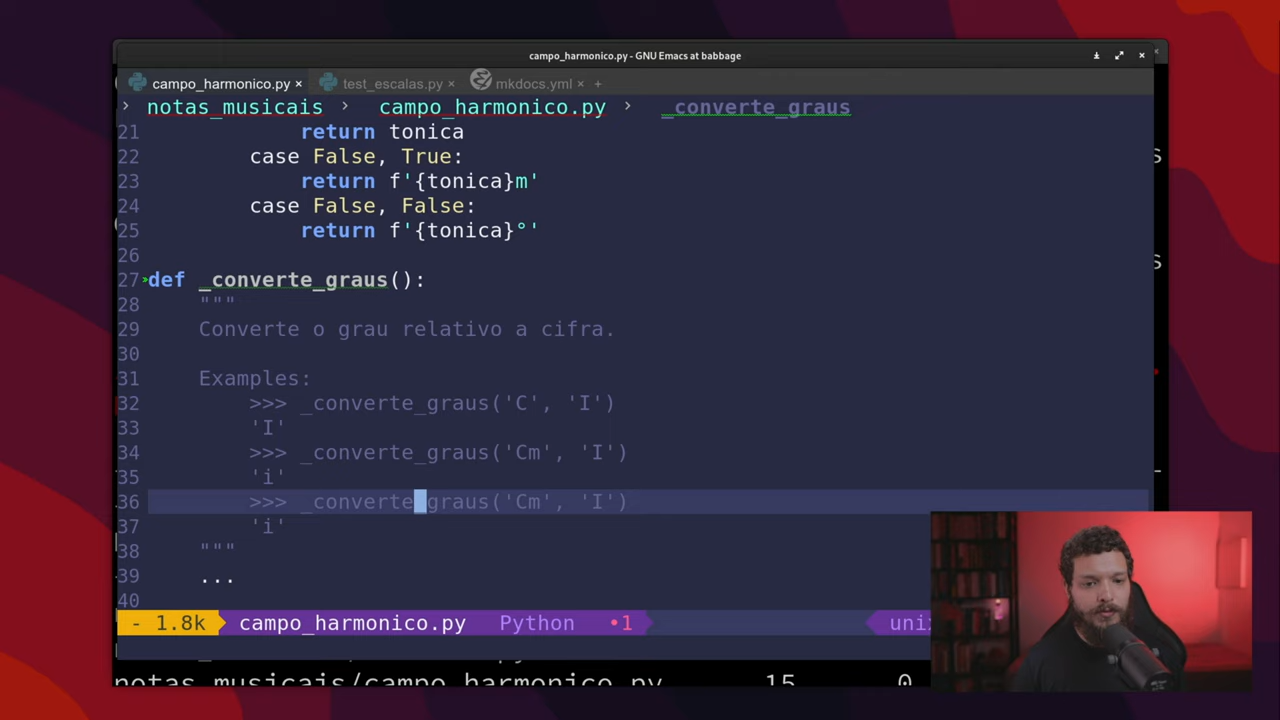 campo_harmonico.py - GNU Emacs at babbage
campo_harmonico.py × test_escalas.py × mkdocs.yml × +
› notas_musicais › campo_harmonico.py › _converte_graus
21 return tonica
22 case False, True:
23 return f'{tonica}m'
24 case False, False:
25 return f'{tonica}°'
26
27 def _converte_graus():
28 """
29 Converte o grau relativo a cifra.
30
31 Examples:
32 >>> _converte_graus('C', 'I')
33 'I'
34 >>> _converte_graus('Cm', 'I')
35 'i'
36 >>> _converte_graus('Cm', 'I')
37 'i'
38 """
39 ...
40
- 1.8k campo_harmonico.py Python •1 uni
notas_musicais/campo_harmonico.py 15 0